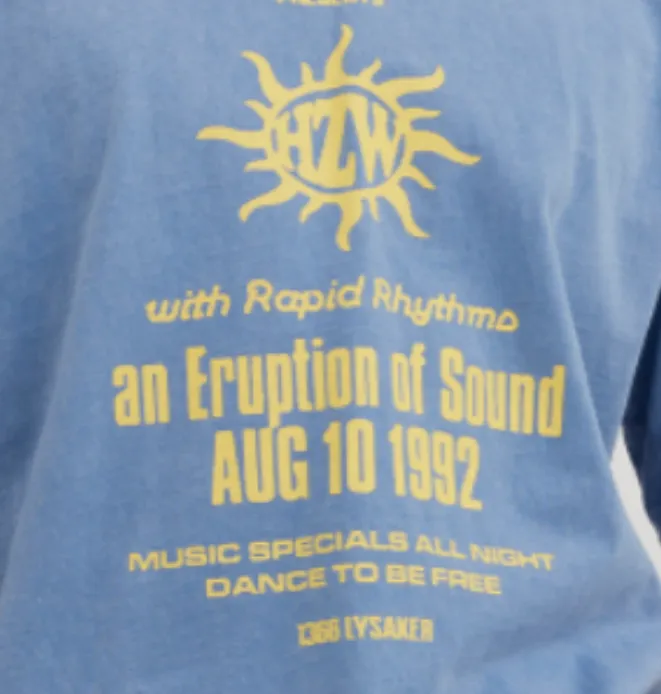 PRESENTS
HZW
with Rapid Rhythms
an Eruption of Sound
AUG 10 1992
MUSIC SPECIALS ALL NIGHT
DANCE TO BE FREE
1366 LYSAKER